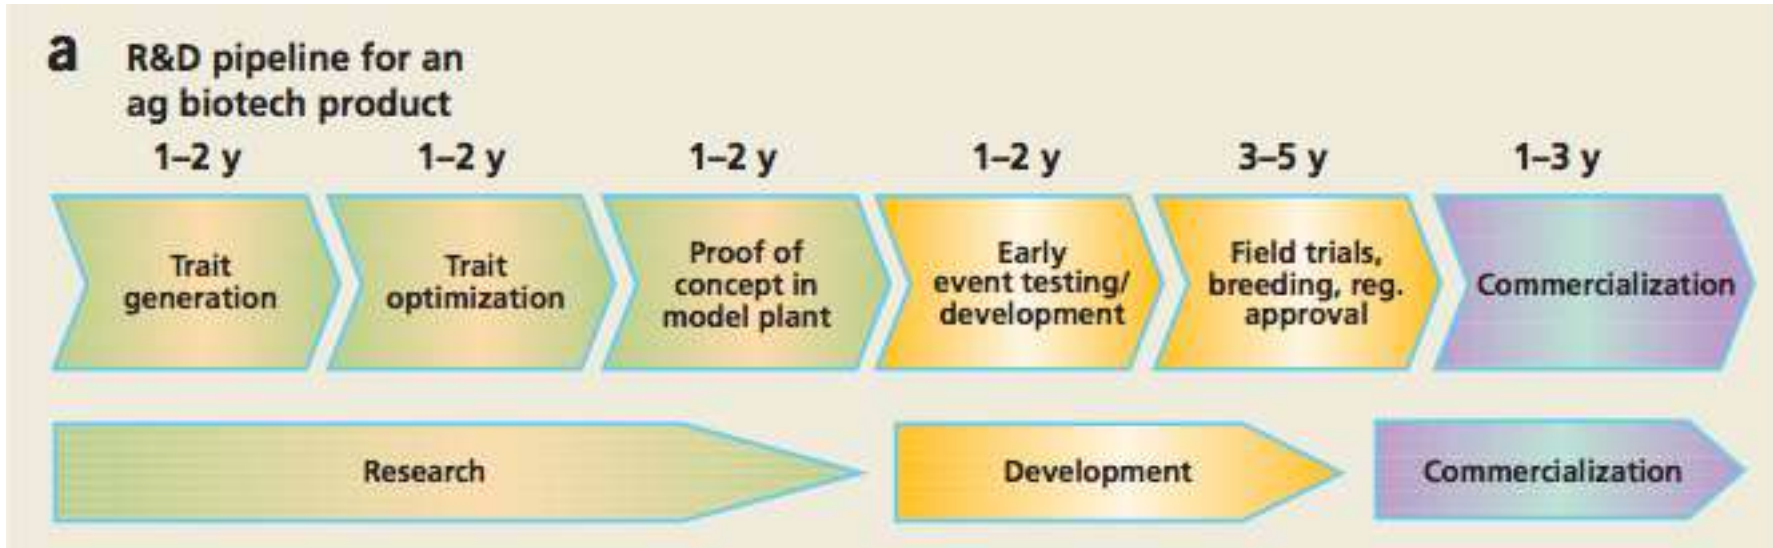 a
R&D pipeline for an
ag biotech product
1–2 y
1–2 y
1–2 y
1–2 y
3–5 y
1–3 y
Trait
generation
Trait
optimization
Proof of
concept in
model plant
Early
event testing/
development
Field trials,
breeding, reg.
approval
Commercialization
Research
Development
Commercialization